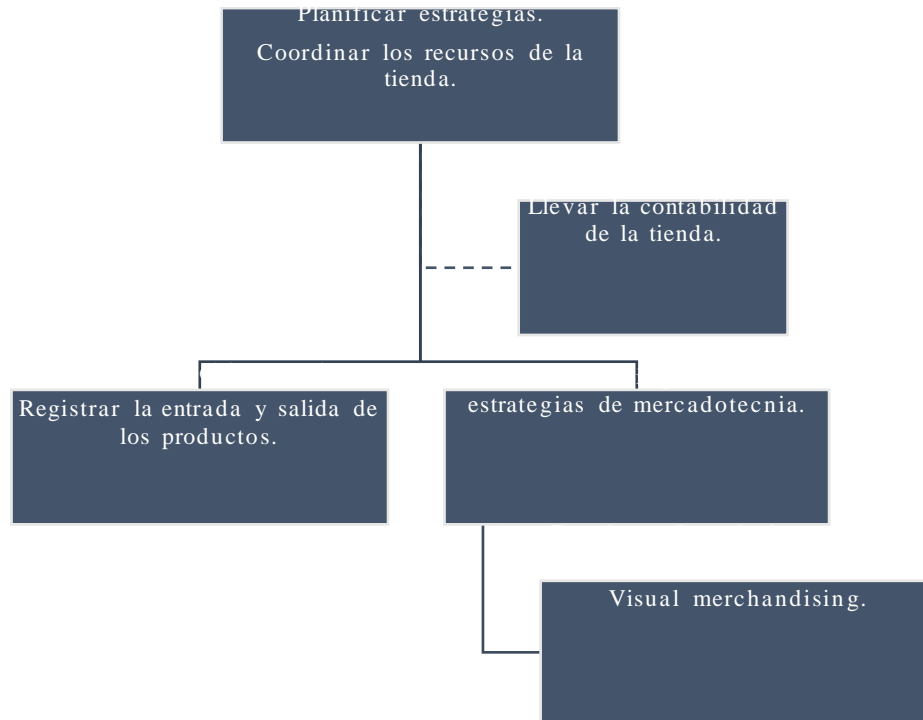 Planificar estrategias.
Coordinar los recursos de la
tienda.
Llevar la contabilidad
de la tienda.
Registrar la entrada y salida de
los productos.
estrategias de mercadotecnia.
Visual merchandising.